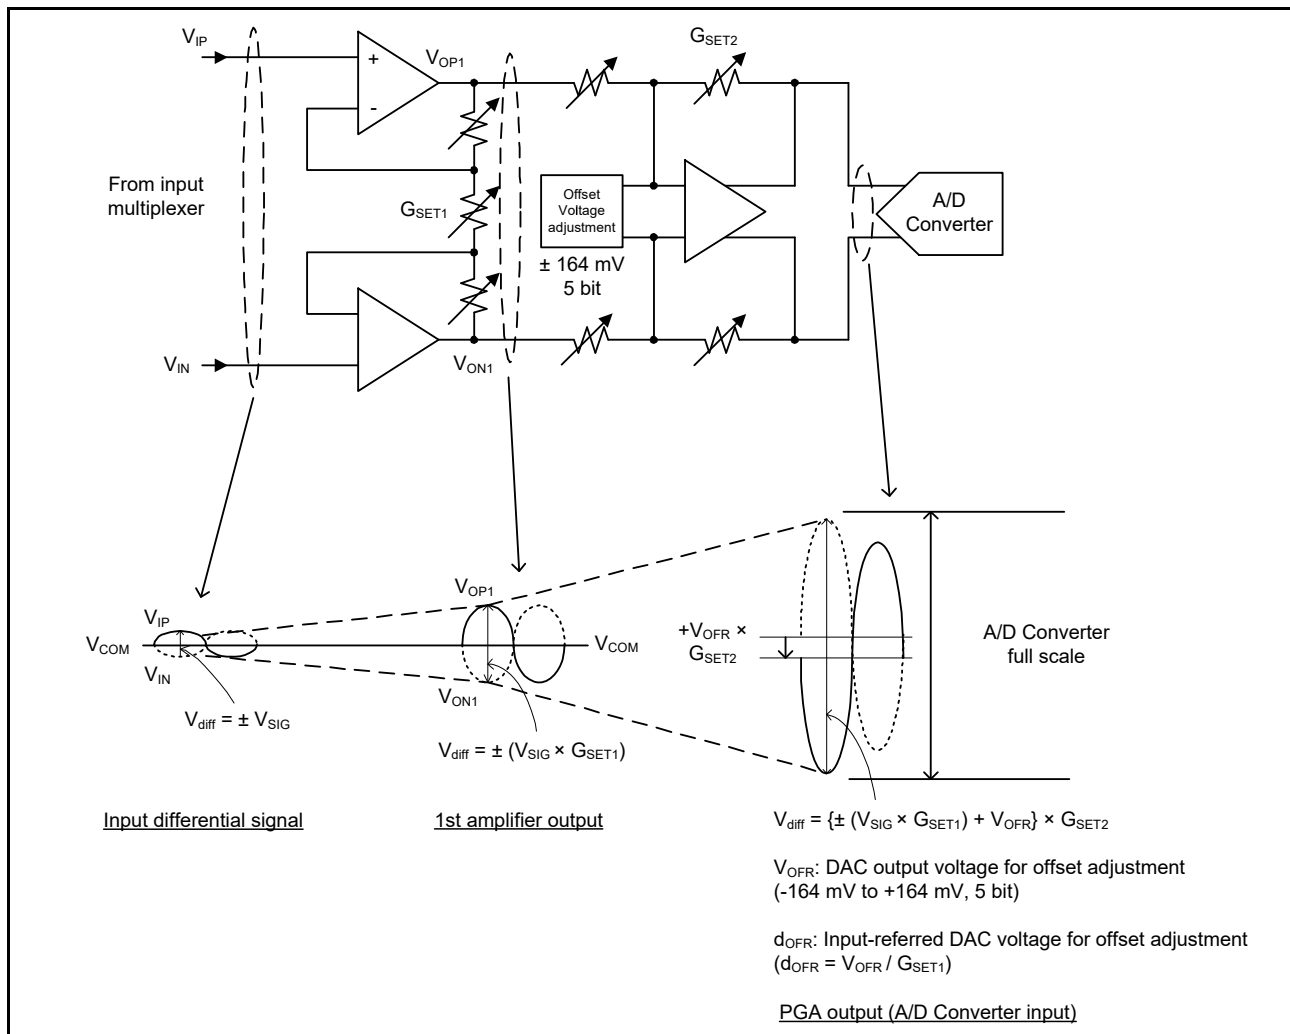 V_IP
V_OP1
G_SET2
+
-
From input
multiplexer
G_SET1
Offset
Voltage
adjustment
± 164 mV
5 bit
A/D
Converter
V_IN
V_ON1
V_IP
V_COM
V_IN
V_diff = ± V_SIG
V_OP1
V_COM
V_ON1
V_diff = ± (V_SIG × G_SET1)
+V_OFR ×
G_SET2
A/D Converter
full scale
Input differential signal
1st amplifier output
V_diff = {± (V_SIG × G_SET1) + V_OFR} × G_SET2
V_OFR: DAC output voltage for offset adjustment
(-164 mV to +164 mV, 5 bit)
d_OFR: Input-referred DAC voltage for offset adjustment
(d_OFR = V_OFR / G_SET1)
PGA output (A/D Converter input)